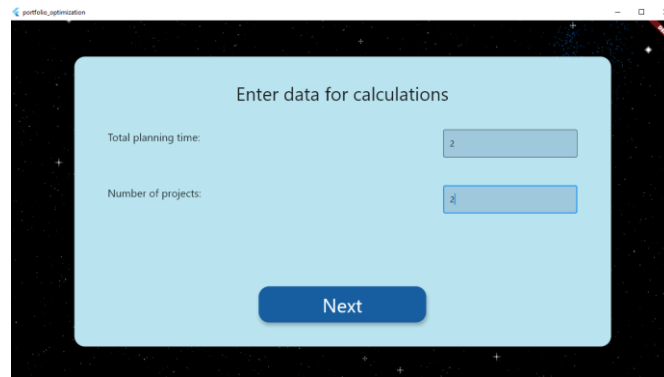 portfolio_optimization
Enter data for calculations
Total planning time:
2
Number of projects:
2
Next